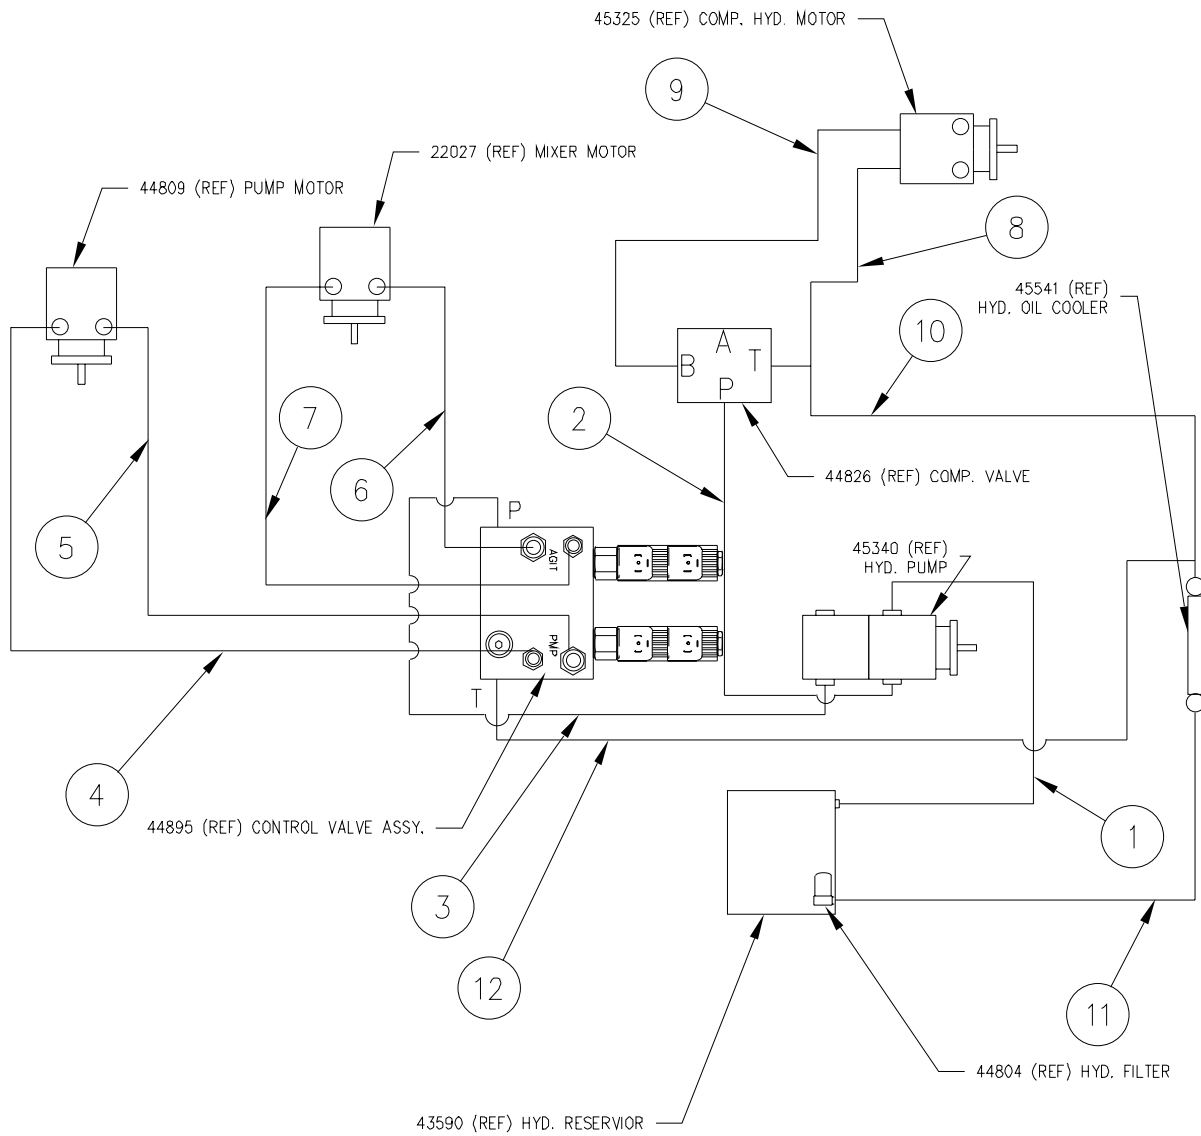 45325 (REF) COMP. HYD. MOTOR
9
22027 (REF) MIXER MOTOR
44809 (REF) PUMP MOTOR
8
45541 (REF)
HYD. OIL COOLER
10
A
B
T
P
7
2
6
44826 (REF) COMP. VALVE
5
P
AGIT
45340 (REF)
HYD. PUMP
PMP
T
4
44895 (REF) CONTROL VALVE ASSY.
1
3
12
11
44804 (REF) HYD. FILTER
43590 (REF) HYD. RESERVIOR